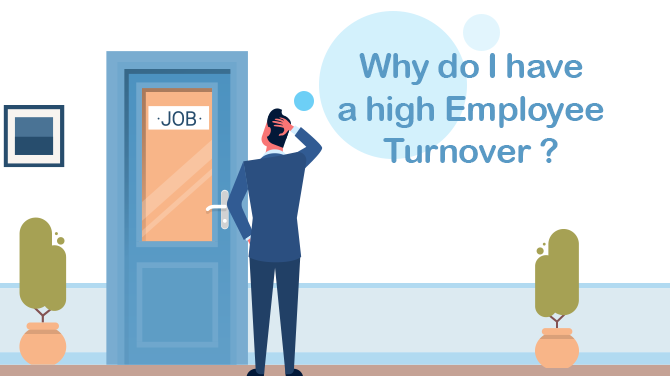 Why do I have
a high Employee
Turnover ?
·JOB·